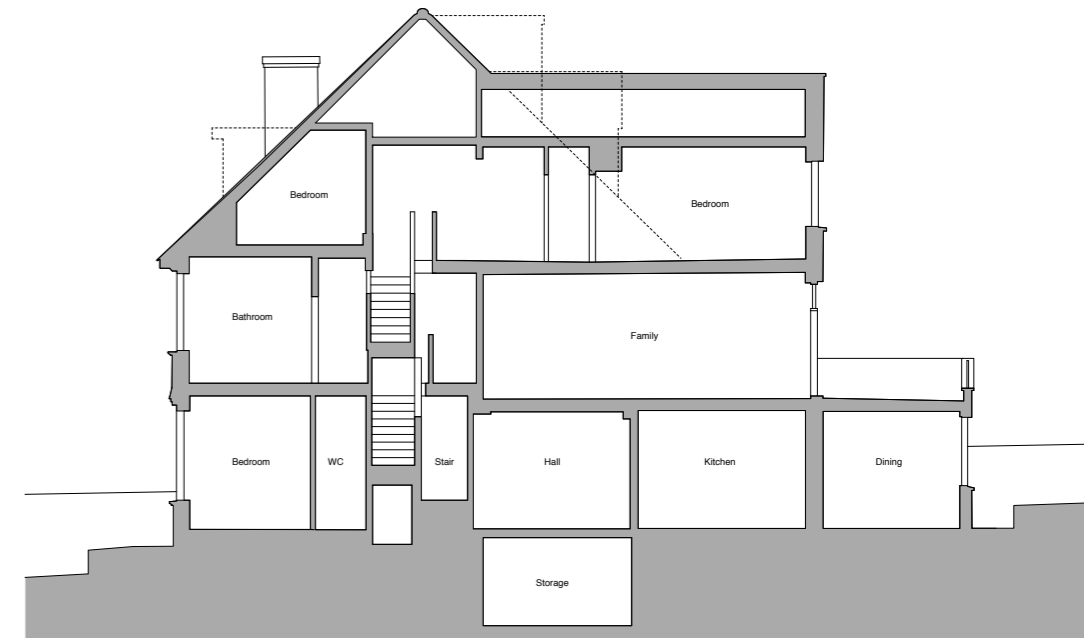 Bedroom
Bedroom
Bathroom
Family
Bedroom
WC
Stair
Hall
Kitchen
Dining
Storage